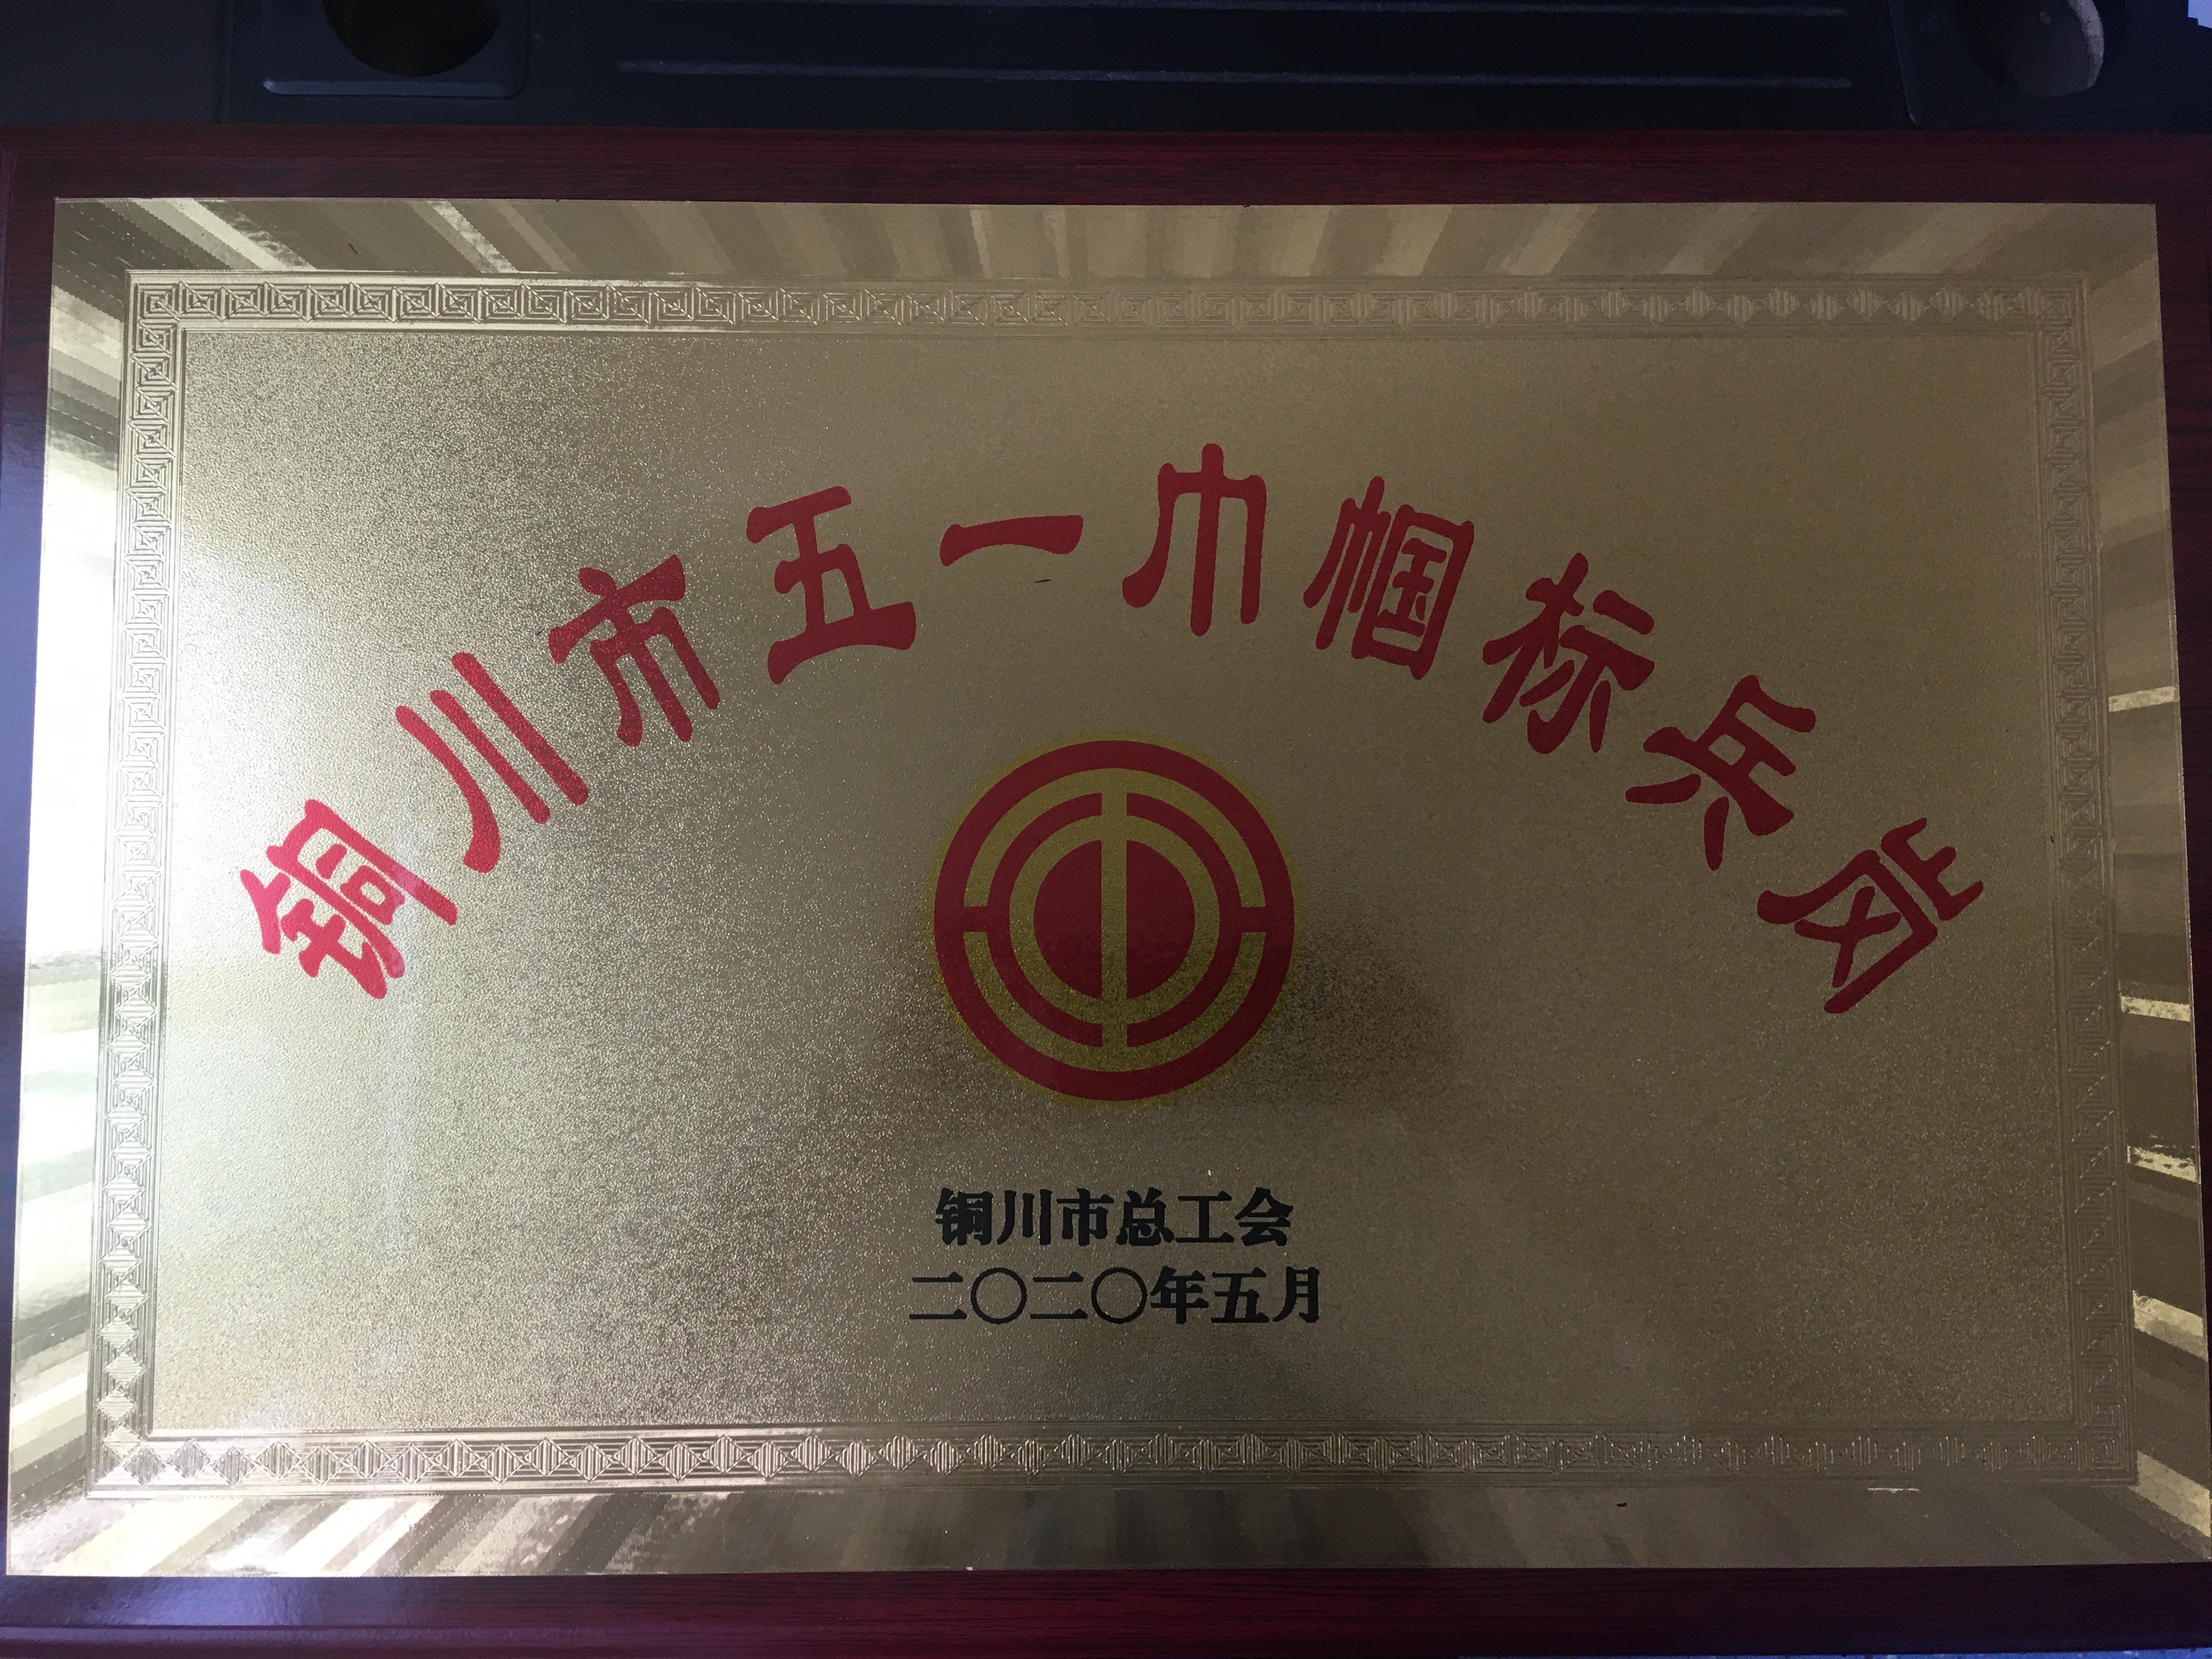 铜川市五一巾帼标兵岗
铜川市总工会
二〇二〇年五月